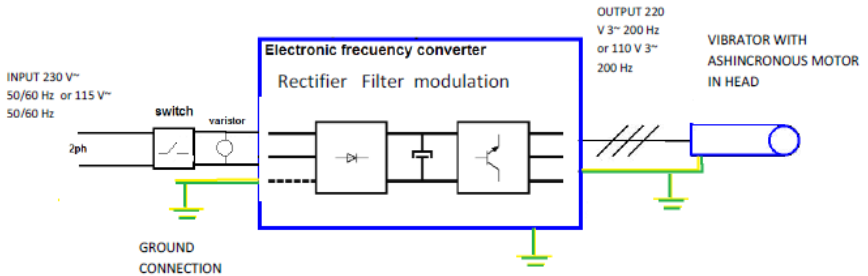 INPUT 230 V~
50/60 Hz or 115 V~
50/60 Hz
switch
varistor
2ph
GROUND
CONNECTION
Electronic frecuency converter
Rectifier Filter modulation
OUTPUT 220
V 3~ 200 Hz
or 110 V 3~
200 Hz
VIBRATOR WITH
ASHINCRONOUS MOTOR
IN HEAD